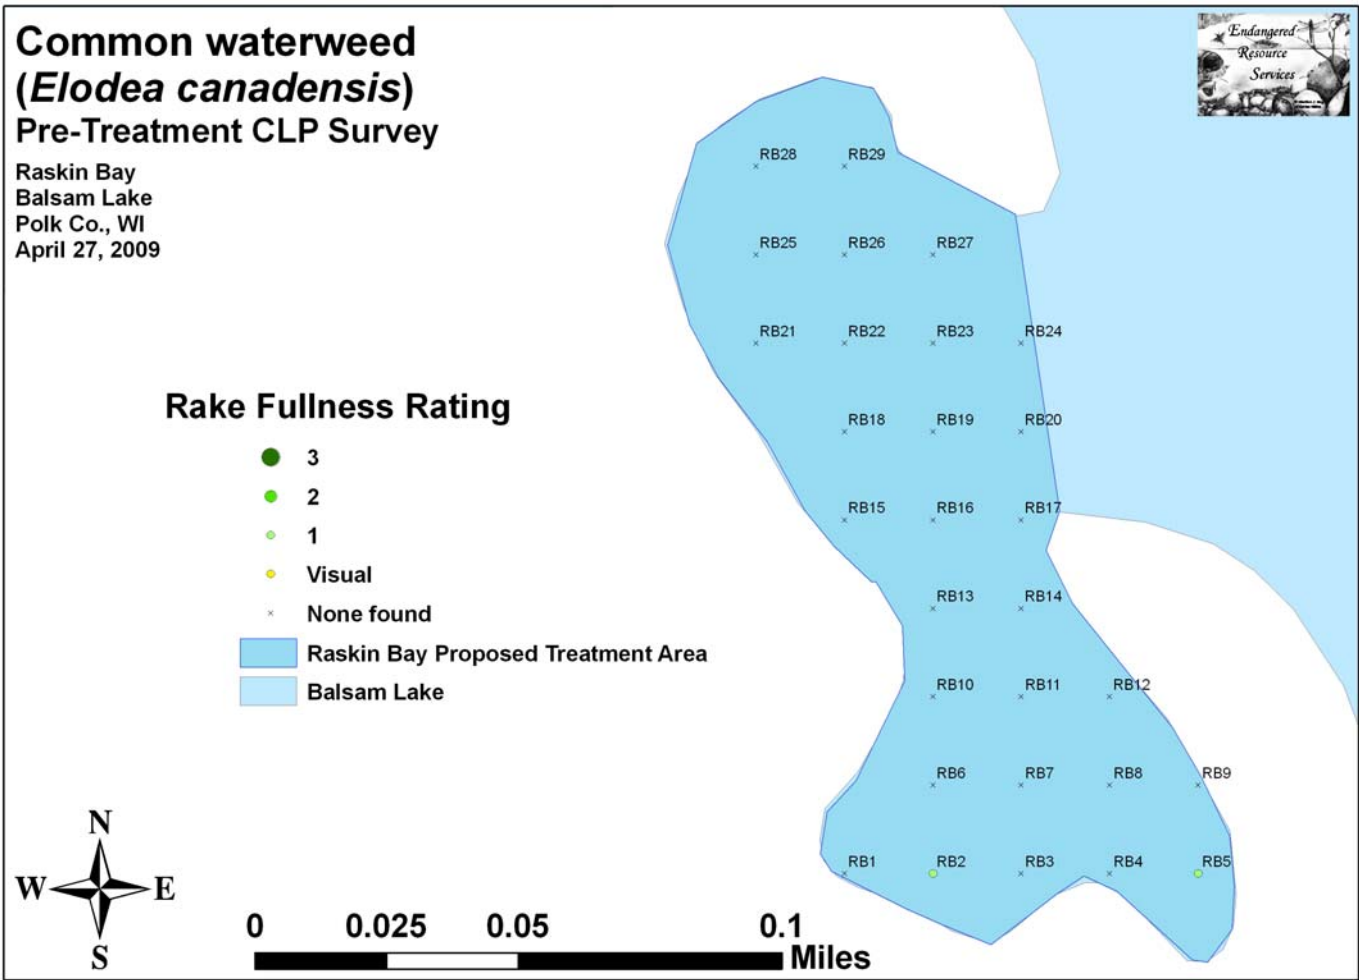 Common waterweed
(Elodea canadensis)
Pre-Treatment CLP Survey
Raskin Bay
Balsam Lake
Polk Co., WI
April 27, 2009
Endangered
Resource
Services
RB28 RB29
RB25 RB26 RB27
RB21 RB22 RB23 RB24
RB18 RB19 RB20
RB15 RB16 RB17
RB13 RB14
RB10 RB11 RB12
RB6 RB7 RB8 RB9
RB1 RB2 RB3 RB4 RB5
Rake Fullness Rating
3
2
1
Visual
None found
Raskin Bay Proposed Treatment Area
Balsam Lake
N
W E
S
0 0.025 0.05 0.1
Miles